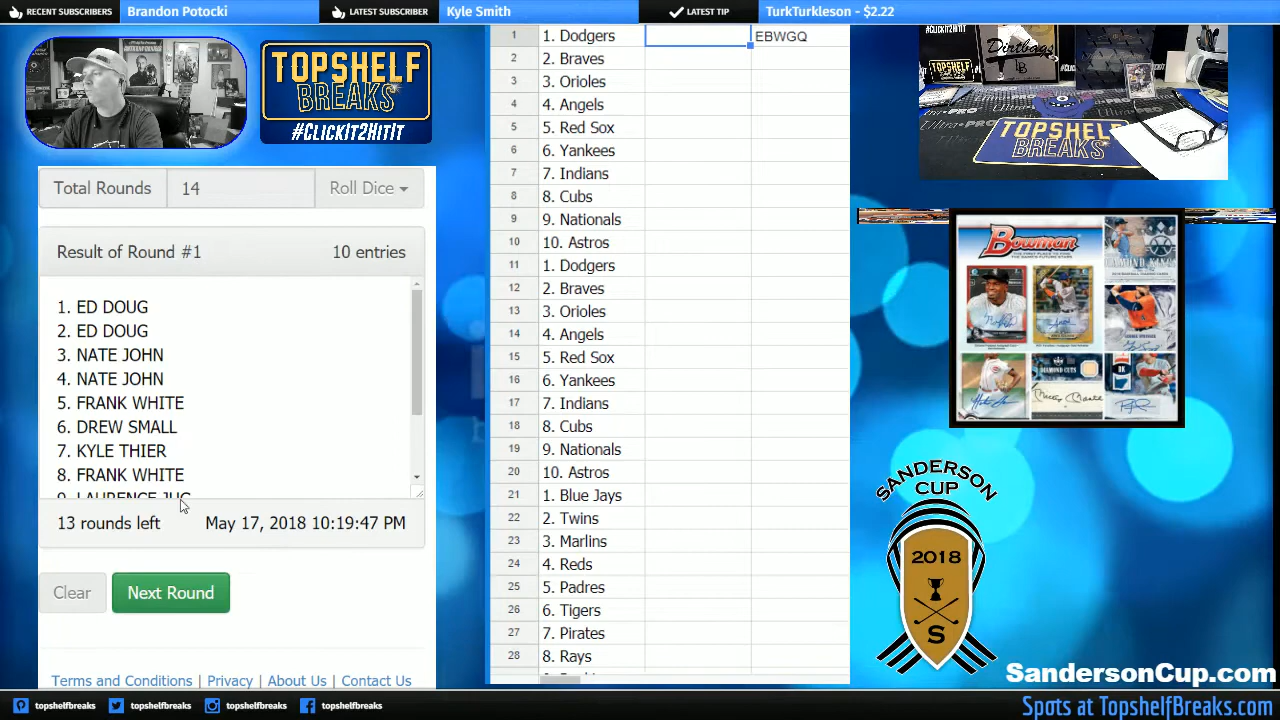 RECENT SUBSCRIBERS Brandon Potocki LATEST SUBSCRIBER Kyle Smith LATEST TIP TurkTurkleson - $2.22
TOPSHELF
BREAKS
#CLICKIT2HITIT
Total Rounds 14 Roll Dice
Result of Round #1 10 entries
1. ED DOUG
2. ED DOUG
3. NATE JOHN
4. NATE JOHN
5. FRANK WHITE
6. DREW SMALL
7. KYLE THIER
8. FRANK WHITE
9. LAURENCE JUG
13 rounds left May 17, 2018 10:19:47 PM
Clear Next Round
Terms and Conditions | Privacy | About Us | Contact Us
1 1. Dodgers EBWGQ
2 2. Braves
3 3. Orioles
4 4. Angels
5 5. Red Sox
6 6. Yankees
7 7. Indians
8 8. Cubs
9 9. Nationals
10 10. Astros
11 1. Dodgers
12 2. Braves
13 3. Orioles
14 4. Angels
15 5. Red Sox
16 6. Yankees
17 7. Indians
18 8. Cubs
19 9. Nationals
20 10. Astros
21 1. Blue Jays
22 2. Twins
23 3. Marlins
24 4. Reds
25 5. Padres
26 6. Tigers
27 7. Pirates
28 8. Rays
Dirtbags
LB
TOPSHELF
BREAKS
TOPSHELF
BREAKS
Bowman
DIAMOND CUTS
SANDERSON
CUP
2018
S
SandersonCup.com
topshelfbreaks topshelfbreaks topshelfbreaks topshelfbreaks Spots at TopshelfBreaks.com